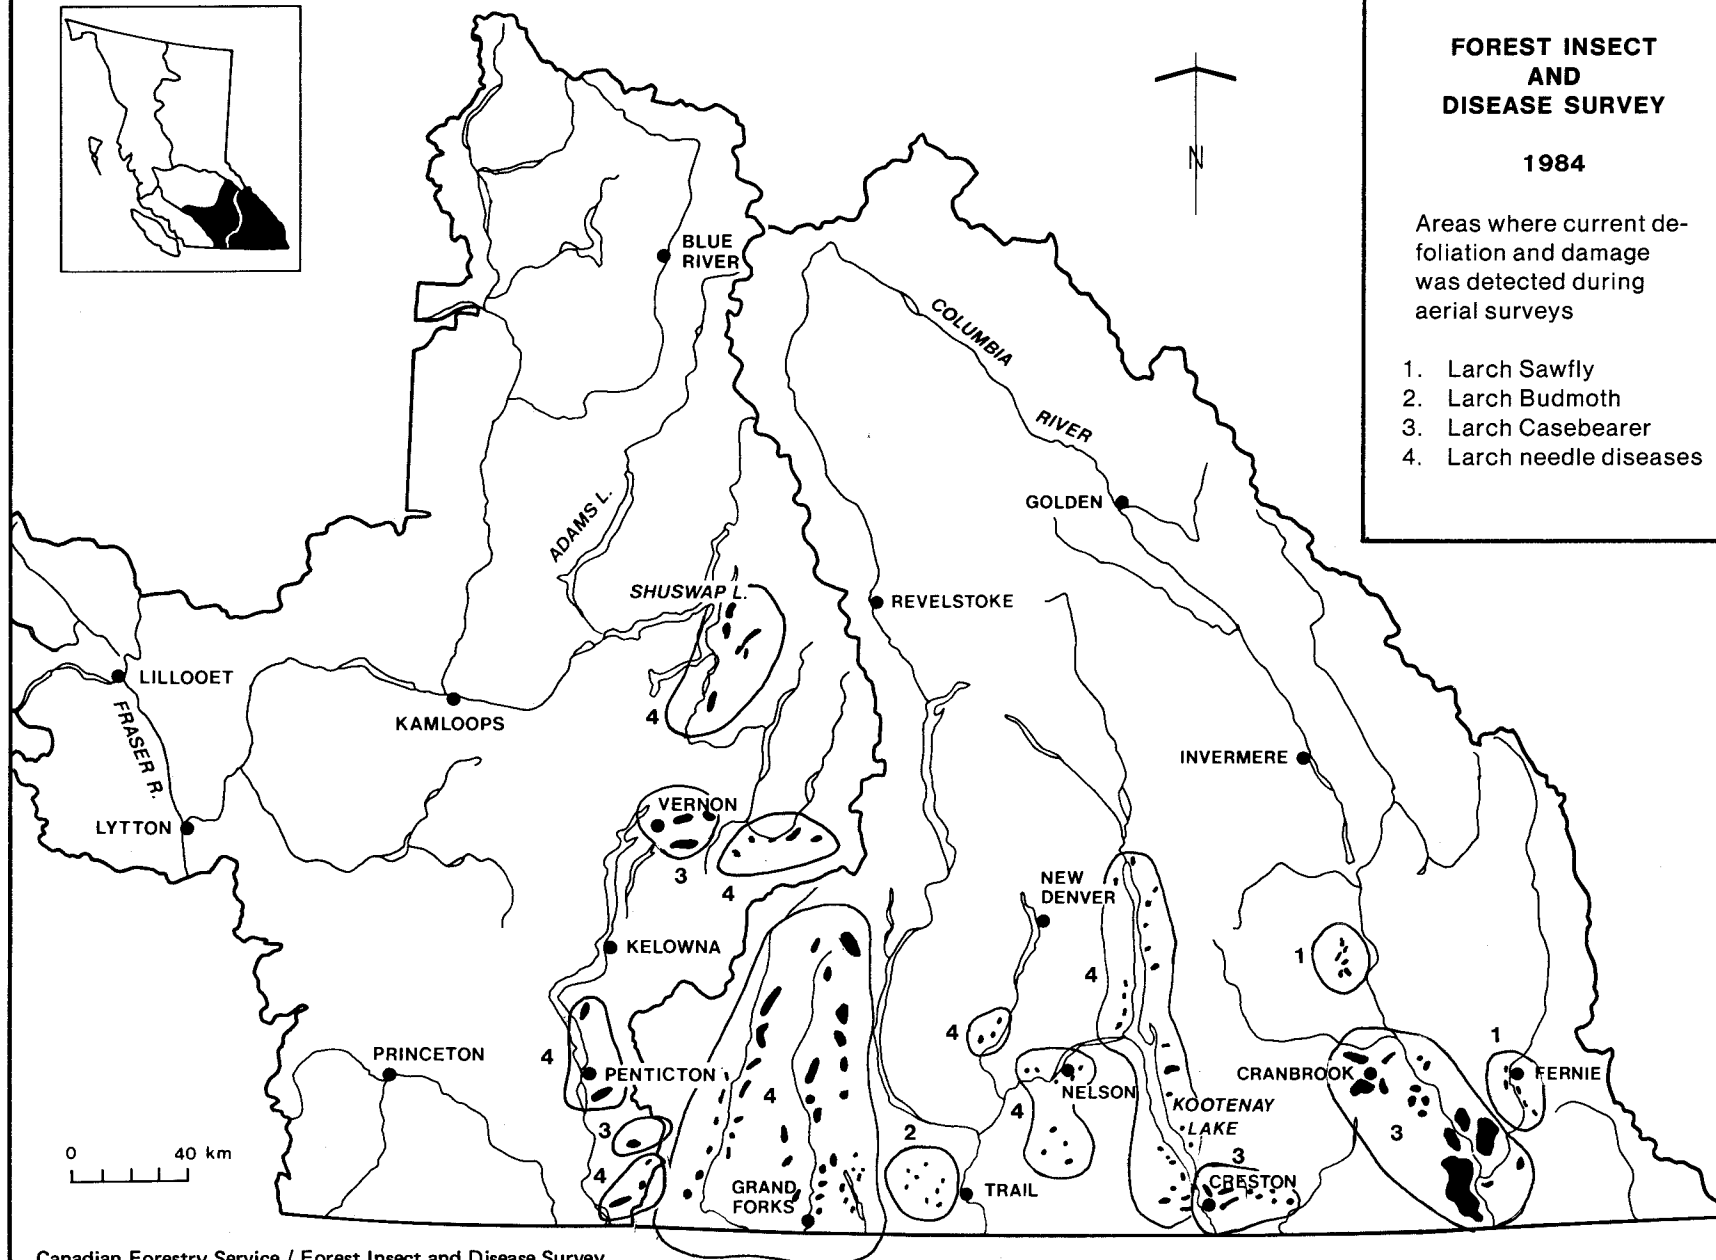 FOREST INSECT
AND
DISEASE SURVEY
1984
Areas where current de-
foliation and damage
was detected during
aerial surveys
1. Larch Sawfly
2. Larch Budmoth
3. Larch Casebearer
4. Larch needle diseases
N
BLUE
RIVER
COLUMBIA
RIVER
GOLDEN
ADAMS L.
SHUSWAP L.
REVELSTOKE
LILLOOET
FRASER R.
KAMLOOPS
4
INVERMERE
VERNON
LYTTON
3
4
NEW
DENVER
KELOWNA
1
4
4
PRINCETON
4
PENTICTON
4
NELSON
4
CRANBROOK
1
FERNIE
KOOTENAY
LAKE
3
3
2
3
4
CRESTON
GRAND
FORKS
TRAIL
0 40 km
Canadian Forestry Service / Forest Insect and Disease Survey